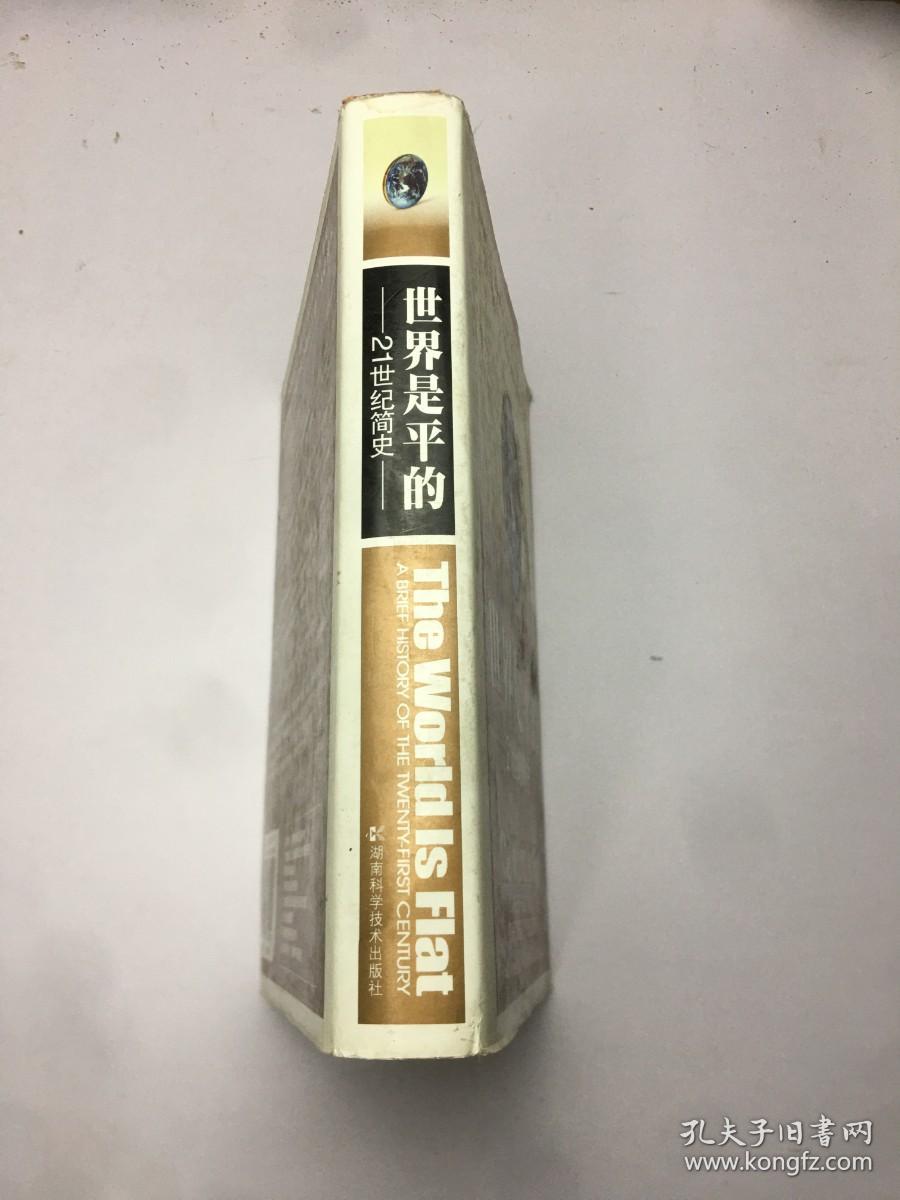 世界是平的
——21世纪简史——
The World Is Flat
A BRIEF HISTORY OF THE TWENTY-FIRST CENTURY
湖南科学技术出版社
孔夫子旧书网
www.kongfz.com